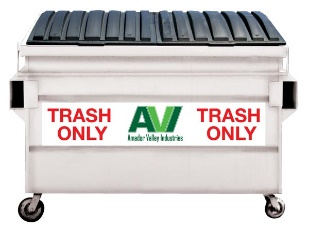 TRASH
ONLY
AVI
Amador Valley Industries
TRASH
ONLY